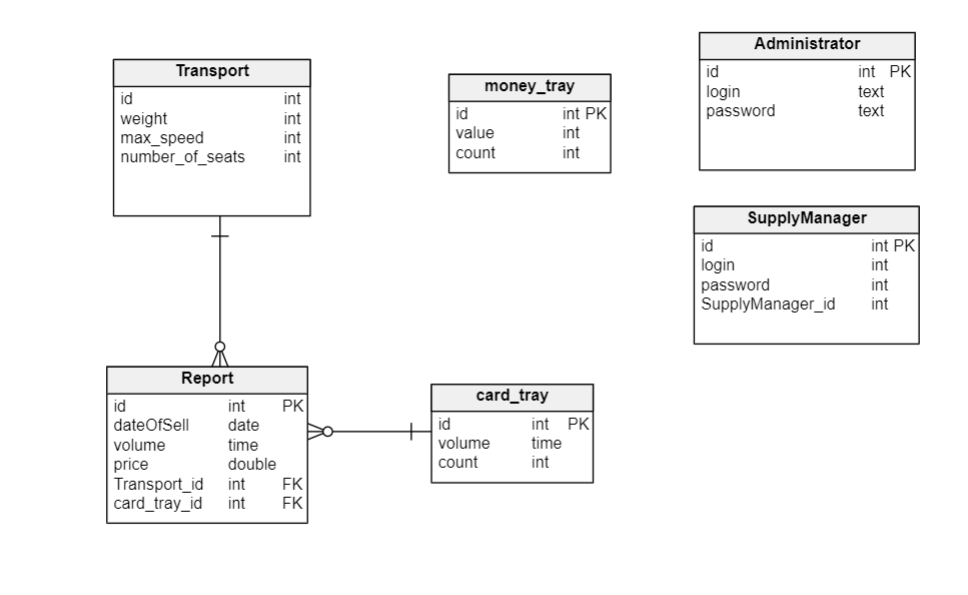 Transport
id int
weight int
max_speed int
number_of_seats int
money_tray
id int PK
value int
count int
Administrator
id int PK
login text
password text
SupplyManager
id int PK
login int
password int
SupplyManager_id int
Report
id int PK
dateOfSell date
volume time
price double
Transport_id int FK
card_tray_id int FK
card_tray
id int PK
volume time
count int